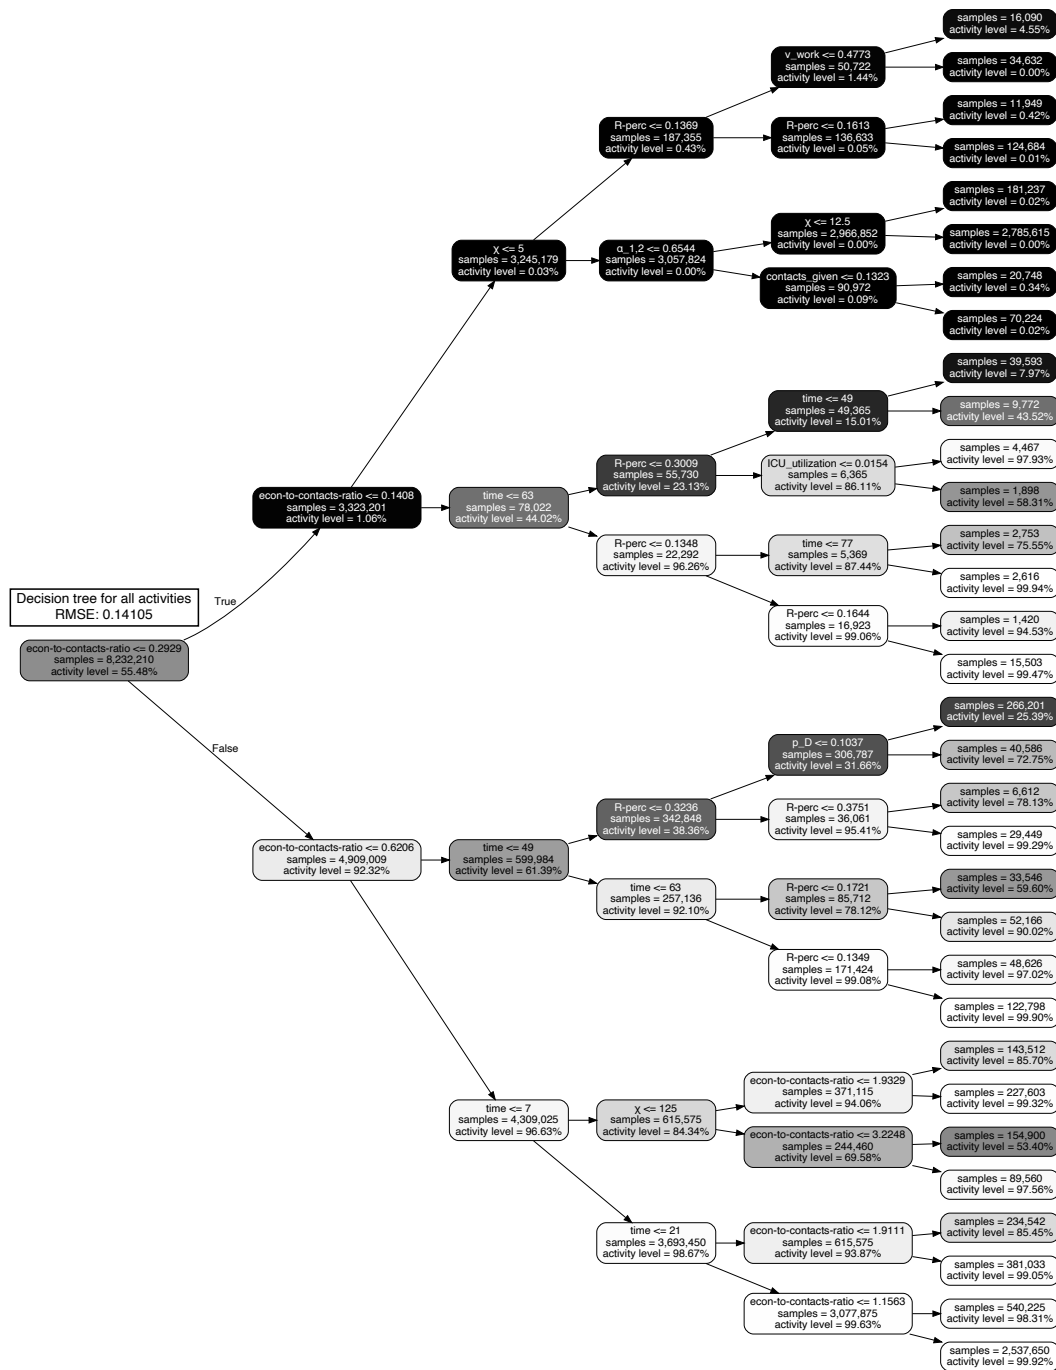 Decision tree for all activities
RMSE: 0.14105
econ-to-contacts-ratio <= 0.2929
samples = 8,232,210
activity level = 55.48%
True
False
econ-to-contacts-ratio <= 0.1408
samples = 3,323,201
activity level = 1.06%
econ-to-contacts-ratio <= 0.6206
samples = 4,909,009
activity level = 92.32%
χ <= 5
samples = 3,245,179
activity level = 0.03%
time <= 63
samples = 78,022
activity level = 44.02%
time <= 49
samples = 599,984
activity level = 61.39%
time <= 7
samples = 4,309,025
activity level = 96.63%
R-perc <= 0.1369
samples = 187,355
activity level = 0.43%
α_1,2 <= 0.6544
samples = 3,057,824
activity level = 0.00%
R-perc <= 0.3009
samples = 55,730
activity level = 23.13%
R-perc <= 0.1348
samples = 22,292
activity level = 96.26%
R-perc <= 0.3236
samples = 342,848
activity level = 38.36%
time <= 63
samples = 257,136
activity level = 92.10%
χ <= 125
samples = 615,575
activity level = 84.34%
time <= 21
samples = 3,693,450
activity level = 98.67%
v_work <= 0.4773
samples = 50,722
activity level = 1.44%
R-perc <= 0.1613
samples = 136,633
activity level = 0.05%
χ <= 12.5
samples = 2,966,852
activity level = 0.00%
contacts_given <= 0.1323
samples = 90,972
activity level = 0.09%
time <= 49
samples = 49,365
activity level = 15.01%
ICU_utilization <= 0.0154
samples = 6,365
activity level = 86.11%
time <= 77
samples = 5,369
activity level = 87.44%
R-perc <= 0.1644
samples = 16,923
activity level = 99.06%
p_D <= 0.1037
samples = 306,787
activity level = 31.66%
R-perc <= 0.3751
samples = 36,061
activity level = 95.41%
R-perc <= 0.1721
samples = 85,712
activity level = 78.12%
R-perc <= 0.1349
samples = 171,424
activity level = 99.08%
econ-to-contacts-ratio <= 1.9329
samples = 371,115
activity level = 94.06%
econ-to-contacts-ratio <= 3.2248
samples = 244,460
activity level = 69.58%
econ-to-contacts-ratio <= 1.9111
samples = 615,575
activity level = 93.87%
econ-to-contacts-ratio <= 1.1563
samples = 3,077,875
activity level = 99.63%
samples = 16,090
activity level = 4.55%
samples = 34,632
activity level = 0.00%
samples = 11,949
activity level = 0.42%
samples = 124,684
activity level = 0.01%
samples = 181,237
activity level = 0.02%
samples = 2,785,615
activity level = 0.00%
samples = 20,748
activity level = 0.34%
samples = 70,224
activity level = 0.02%
samples = 39,593
activity level = 7.97%
samples = 9,772
activity level = 43.52%
samples = 4,467
activity level = 97.93%
samples = 1,898
activity level = 58.31%
samples = 2,753
activity level = 75.55%
samples = 2,616
activity level = 99.94%
samples = 1,420
activity level = 94.53%
samples = 15,503
activity level = 99.47%
samples = 266,201
activity level = 25.39%
samples = 40,586
activity level = 72.75%
samples = 6,612
activity level = 78.13%
samples = 29,449
activity level = 99.29%
samples = 33,546
activity level = 59.60%
samples = 52,166
activity level = 90.02%
samples = 48,626
activity level = 97.02%
samples = 122,798
activity level = 99.90%
samples = 143,512
activity level = 85.70%
samples = 227,603
activity level = 99.32%
samples = 154,900
activity level = 53.40%
samples = 89,560
activity level = 97.56%
samples = 234,542
activity level = 85.45%
samples = 381,033
activity level = 99.05%
samples = 540,225
activity level = 98.31%
samples = 2,537,650
activity level = 99.92%